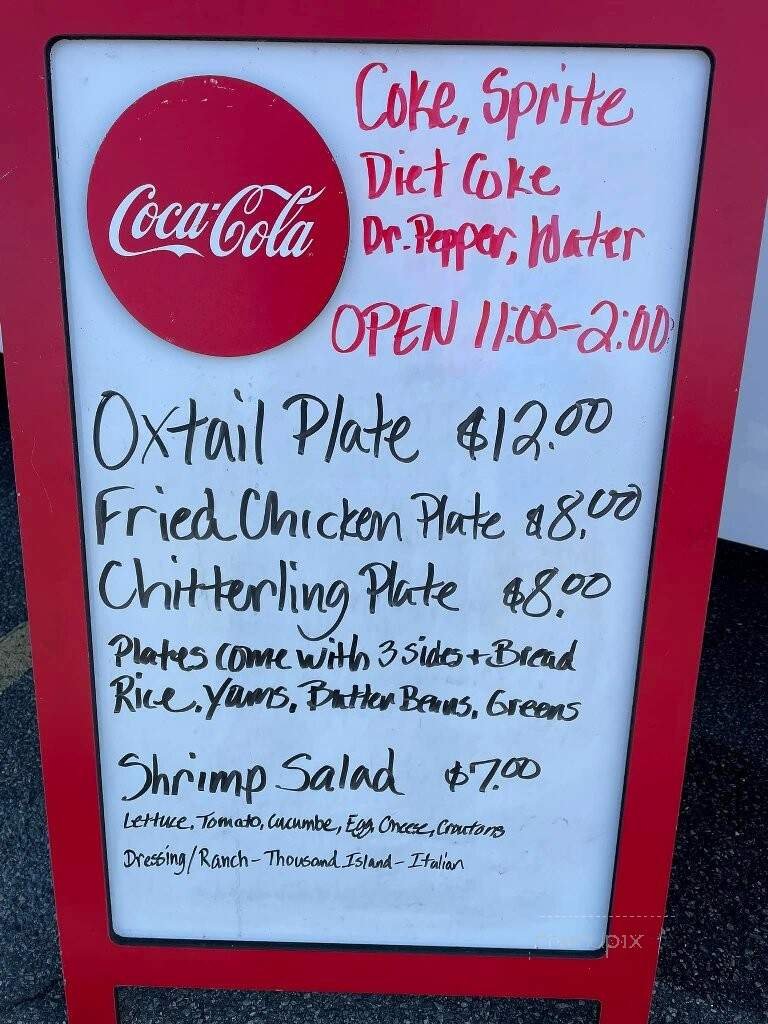 Coca-Cola
Coke, Sprite
Diet Coke
Dr. Pepper, Water
OPEN 11:00-2:00
Oxtail Plate $12.00
Fried Chicken Plate $8.00
Chitterling Plate $8.00
Plates come with 3 sides + Bread
Rice, Yams, Butter Beans, Greens
Shrimp Salad $7.00
Lettuce, Tomato, Cucumbe, Egg, Cheese, Croutons
Dressing/Ranch - Thousand Island - Italian